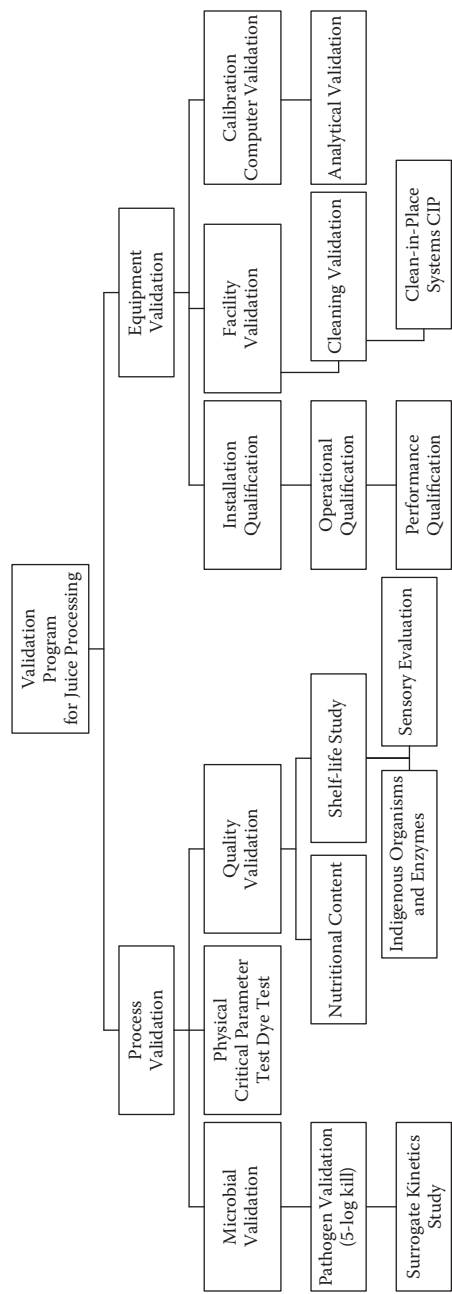 Validation
Program
for Juice Processing
Process
Validation
Equipment
Validation
Microbial
Validation
Physical
Critical Parameter
Test Dye Test
Quality
Validation
Installation
Qualification
Facility
Validation
Calibration
Computer Validation
Pathogen Validation
(5-log kill)
Nutritional Content
Shelf-life Study
Operational
Qualification
Cleaning Validation
Analytical Validation
Surrogate Kinetics
Study
Indigenous Organisms
and Enzymes
Sensory Evaluation
Performance
Qualification
Clean-in-Place
Systems CIP